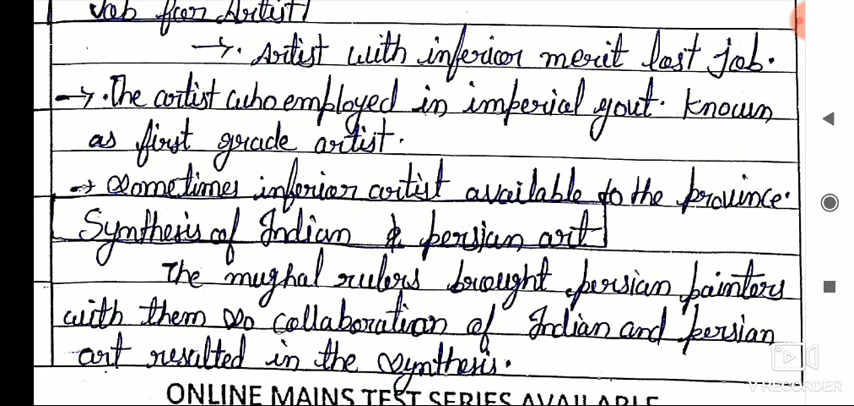 Job for Artist
→. Artist with inferior merit lost job.
→. The artist who employed in imperial gout. known
as first grade artist.
→ sometimes inferior artist available to the province.
Synthesis of Indian & persian art
The mughal rulers brought persian painters
with them so collaboration of Indian and persian
art resulted in the synthesis.
ONLINE MAINS TEST SERIES AVAILABLE
V RECORDER